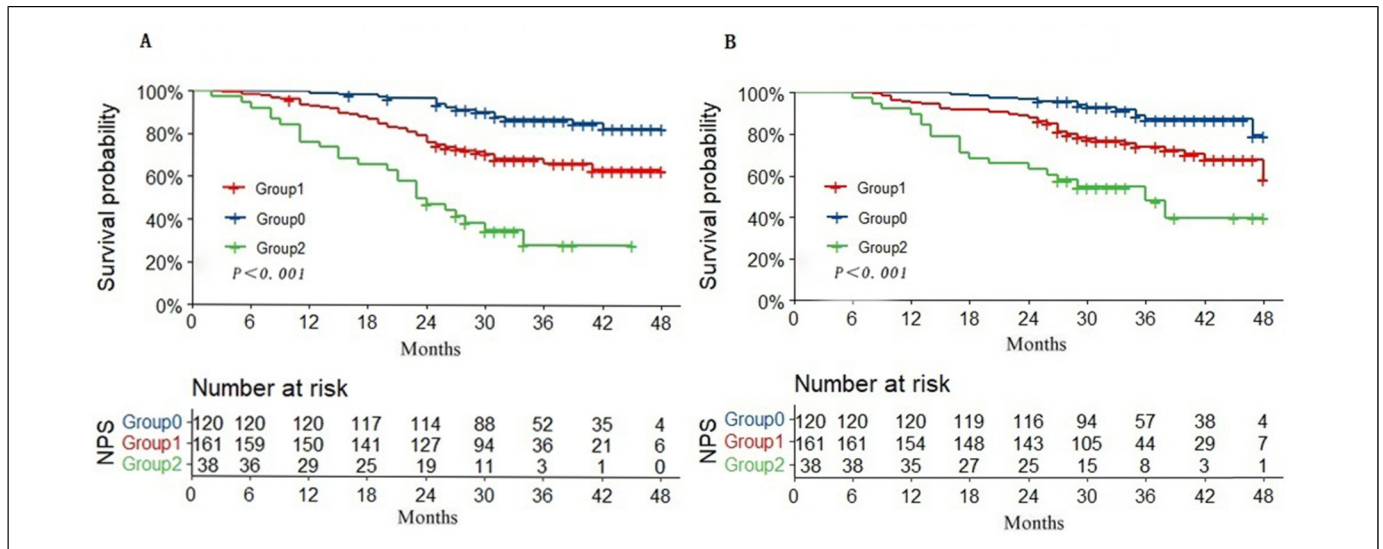 A
Survival probability
100%
80%
60%
40%
20%
0%
Group1
Group0
Group2
P<0.001
0 6 12 18 24 30 36 42 48
Months
Number at risk
NPS
Group0 120 120 120 117 114 88 52 35 4
Group1 161 159 150 141 127 94 36 21 6
Group2 38 36 29 25 19 11 3 1 0
0 6 12 18 24 30 36 42 48
Months
B
Survival probability
100%
80%
60%
40%
20%
0%
Group1
Group0
Group2
P<0.001
0 6 12 18 24 30 36 42 48
Months
Number at risk
NPS
Group0 120 120 120 119 116 94 57 38 4
Group1 161 161 154 148 143 105 44 29 7
Group2 38 38 35 27 25 15 8 3 1
0 6 12 18 24 30 36 42 48
Months